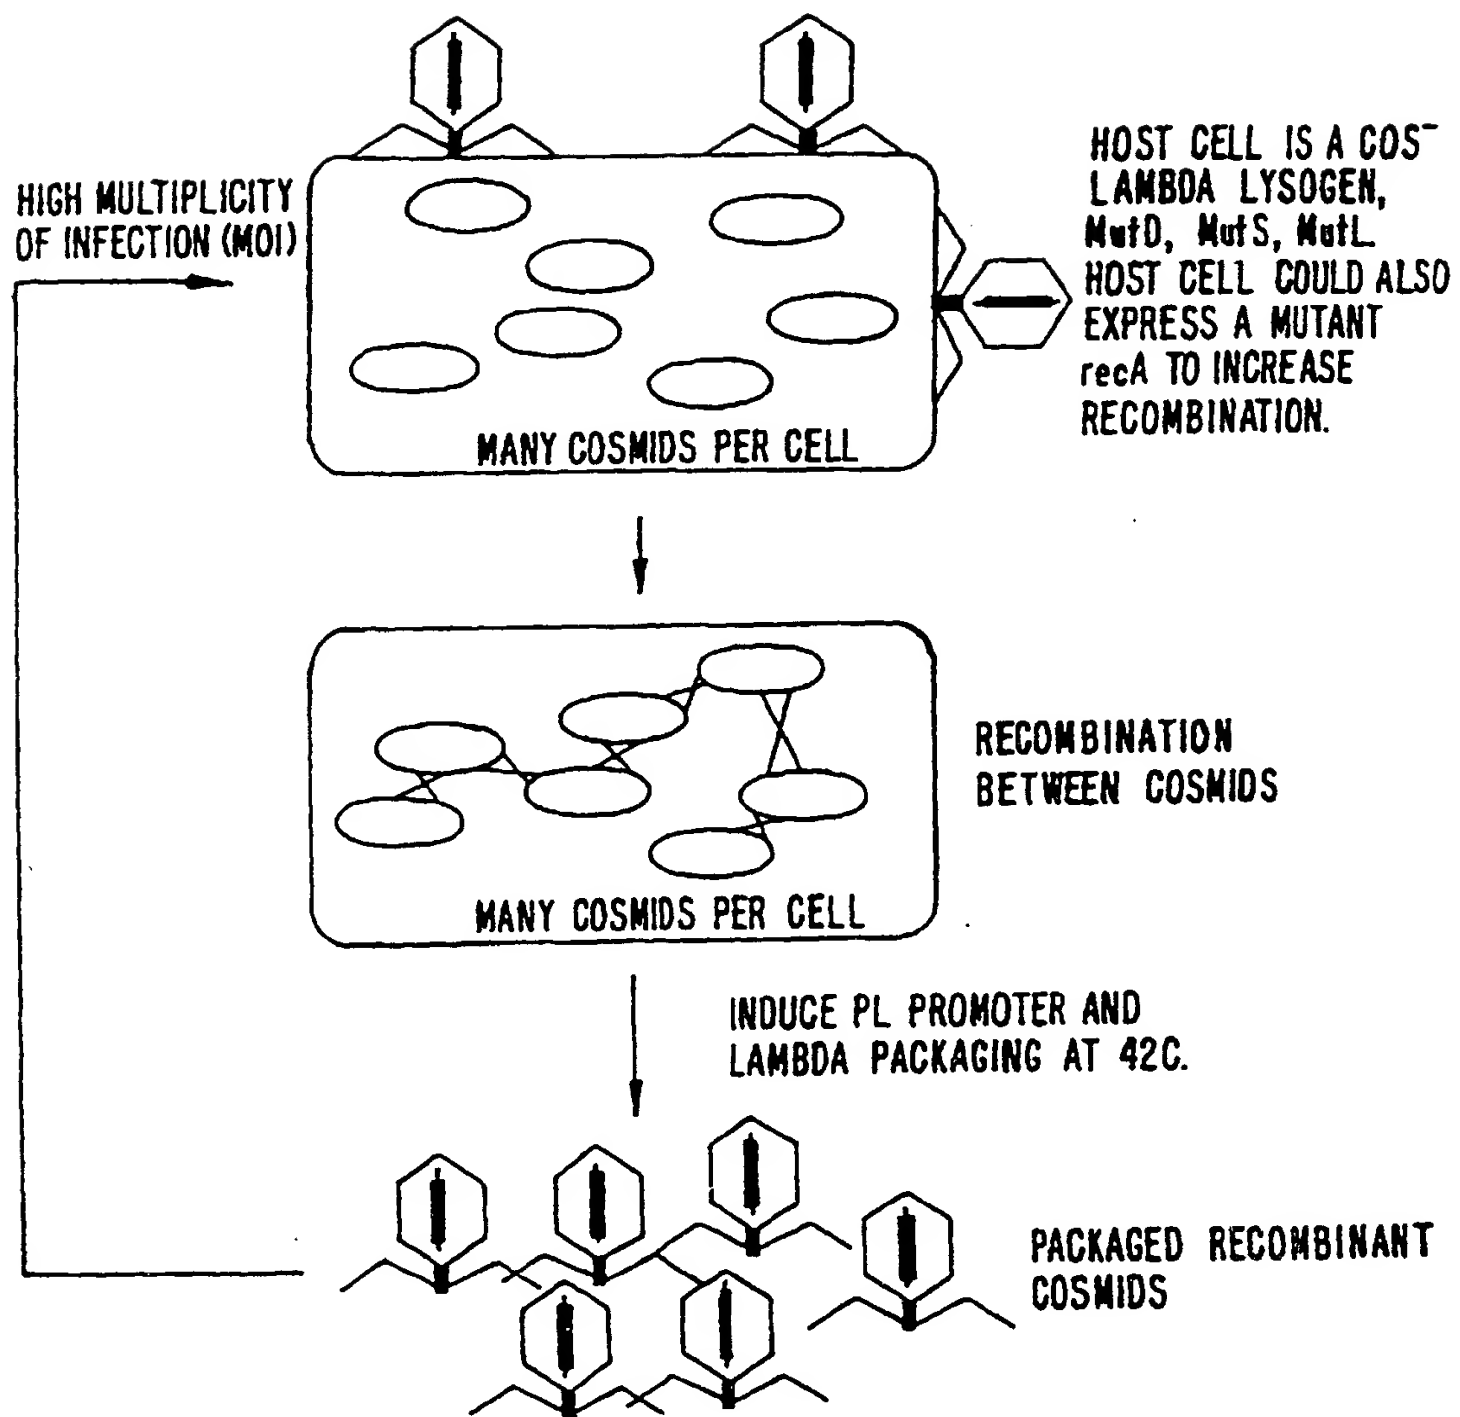 HIGH MULTIPLICITY
OF INFECTION (MOI)
HOST CELL IS A COS⁻
LAMBDA LYSOGEN,
MutD, MutS, MutL.
HOST CELL COULD ALSO
EXPRESS A MUTANT
recA TO INCREASE
RECOMBINATION.
MANY COSMIDS PER CELL
RECOMBINATION
BETWEEN COSMIDS
MANY COSMIDS PER CELL
INDUCE PL PROMOTER AND
LAMBDA PACKAGING AT 42C.
PACKAGED RECOMBINANT
COSMIDS